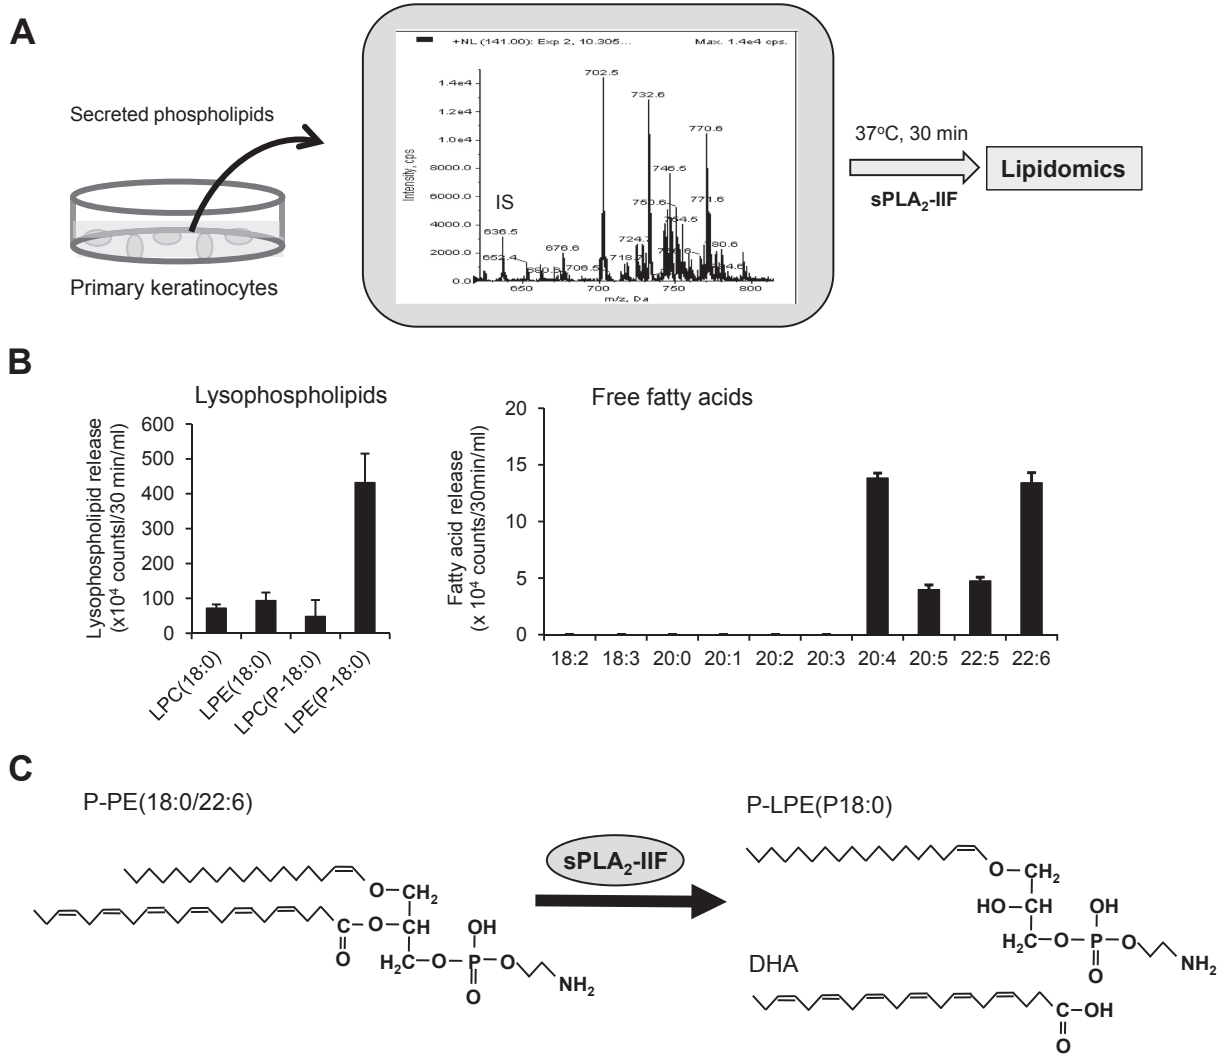 A
Secreted phospholipids
Primary keratinocytes
+NL (141.00): Exp 2, 10.305...
Max. 1.4e4 cps.
Intensity, cps
1.4e4
1.2e4
1.0e4
8000.0
6000.0
4000.0
2000.0
0.0
IS
702.5
732.6
770.6
746.5
750.6
771.6
754.5
636.5
724.7
676.6
652.4
706.5
718.7
650
700
750
800
m/z, Da
37°C, 30 min
sPLA2-IIF
Lipidomics
B
Lysophospholipids
Lysophospholipid release
(x10⁴ countsl/30 min/ml)
600
500
400
300
200
100
0
LPC(18:0)
LPE(18:0)
LPC(P-18:0)
LPE(P-18:0)
Free fatty acids
Fatty acid release
(x 10⁴ counts/30min/ml)
20
15
10
5
0
18:2 18:3 20:0 20:1 20:2 20:3 20:4 20:5 22:5 22:6
C
P-PE(18:0/22:6)
O CH2
C O CH
O
H2C O P O
OH
O
NH2
sPLA2-IIF
P-LPE(P18:0)
O CH2
HO CH
H2C O P O
OH
O
NH2
DHA
C OH
O